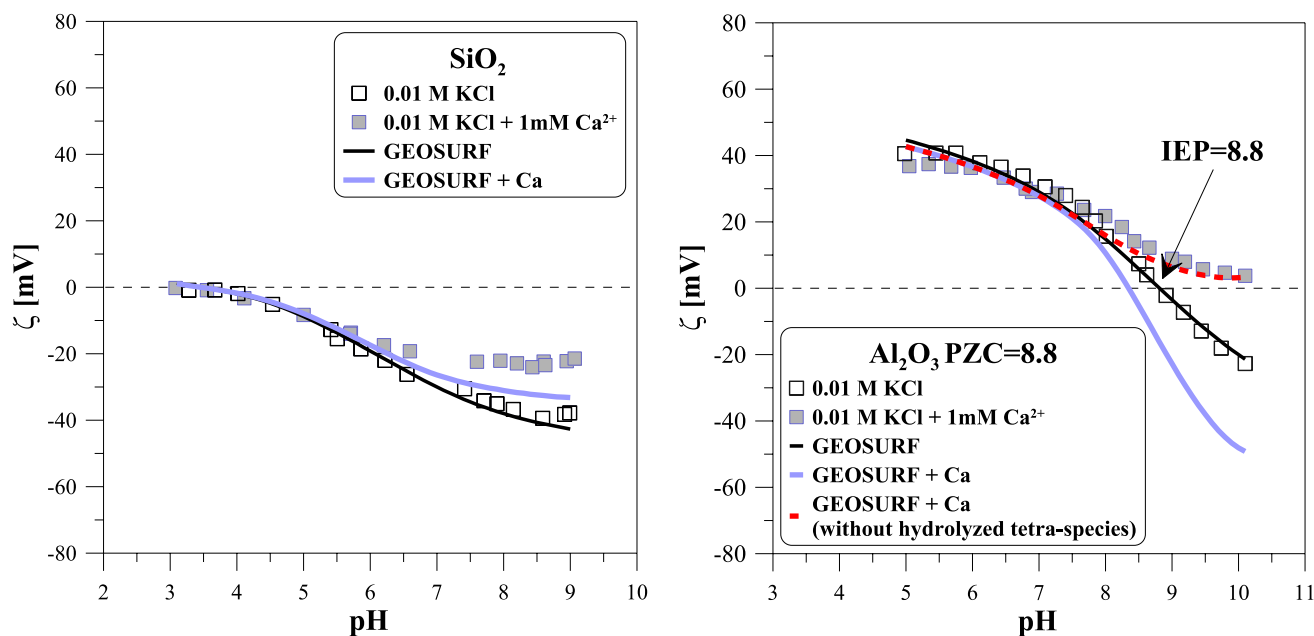 80
60
40
20
0
-20
-40
-60
-80
ζ [mV]
2 3 4 5 6 7 8 9 10
pH
SiO₂
0.01 M KCl
0.01 M KCl + 1mM Ca²⁺
GEOSURF
GEOSURF + Ca
80
60
40
20
0
-20
-40
-60
-80
ζ [mV]
3 4 5 6 7 8 9 10 11
pH
IEP=8.8
Al₂O₃ PZC=8.8
0.01 M KCl
0.01 M KCl + 1mM Ca²⁺
GEOSURF
GEOSURF + Ca
GEOSURF + Ca
(without hydrolyzed tetra-species)